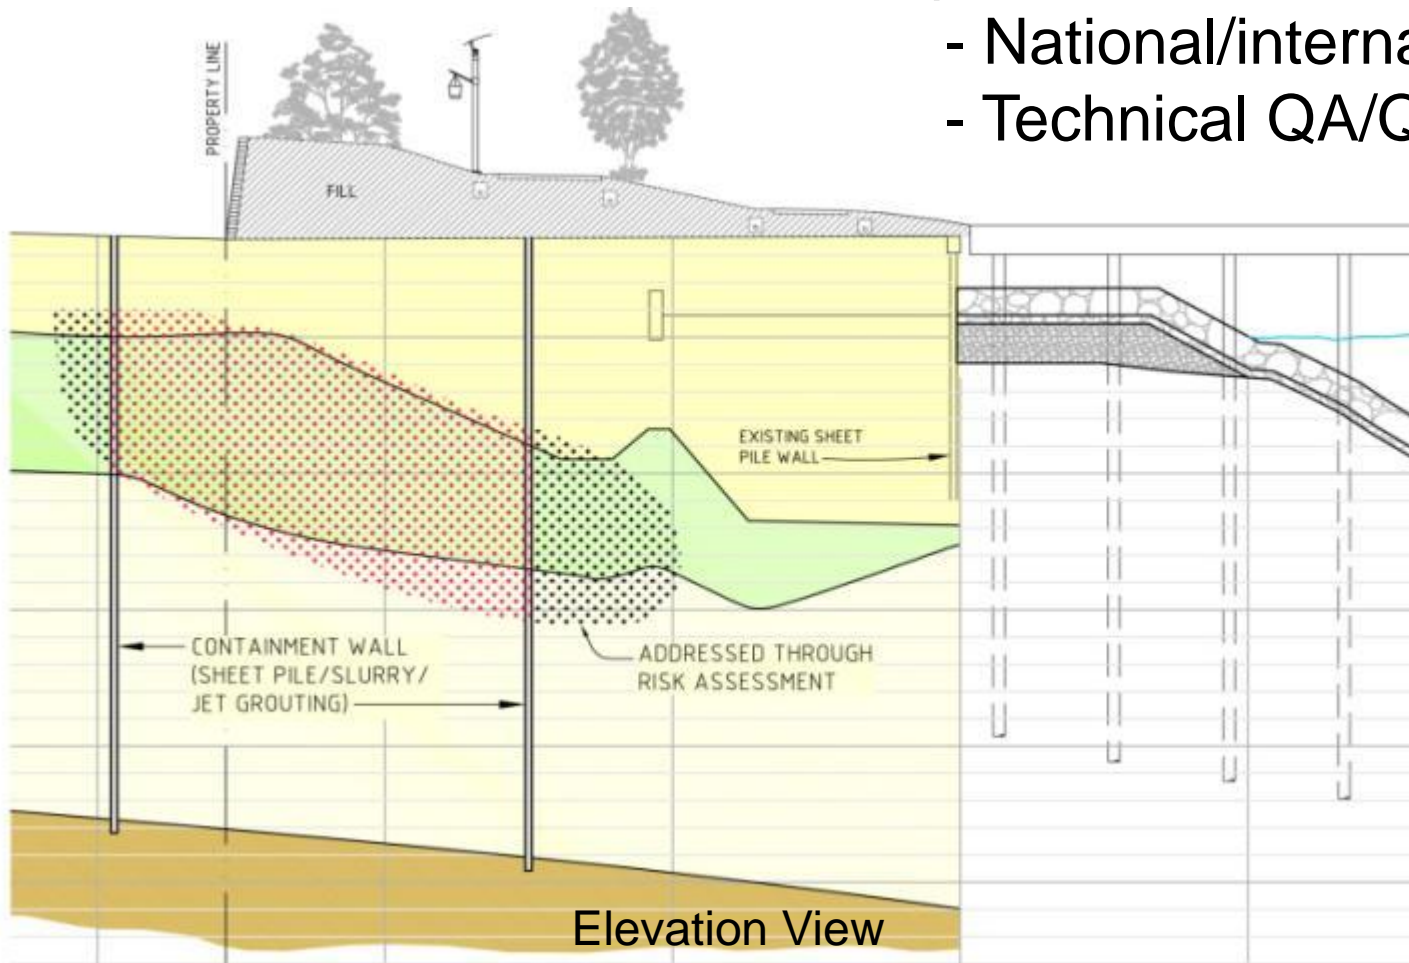 - National/interna
- Technical QA/Q
PROPERTY LINE
FILL
EXISTING SHEET
PILE WALL
CONTAINMENT WALL
(SHEET PILE/SLURRY/
JET GROUTING)
ADDRESSED THROUGH
RISK ASSESSMENT
Elevation View